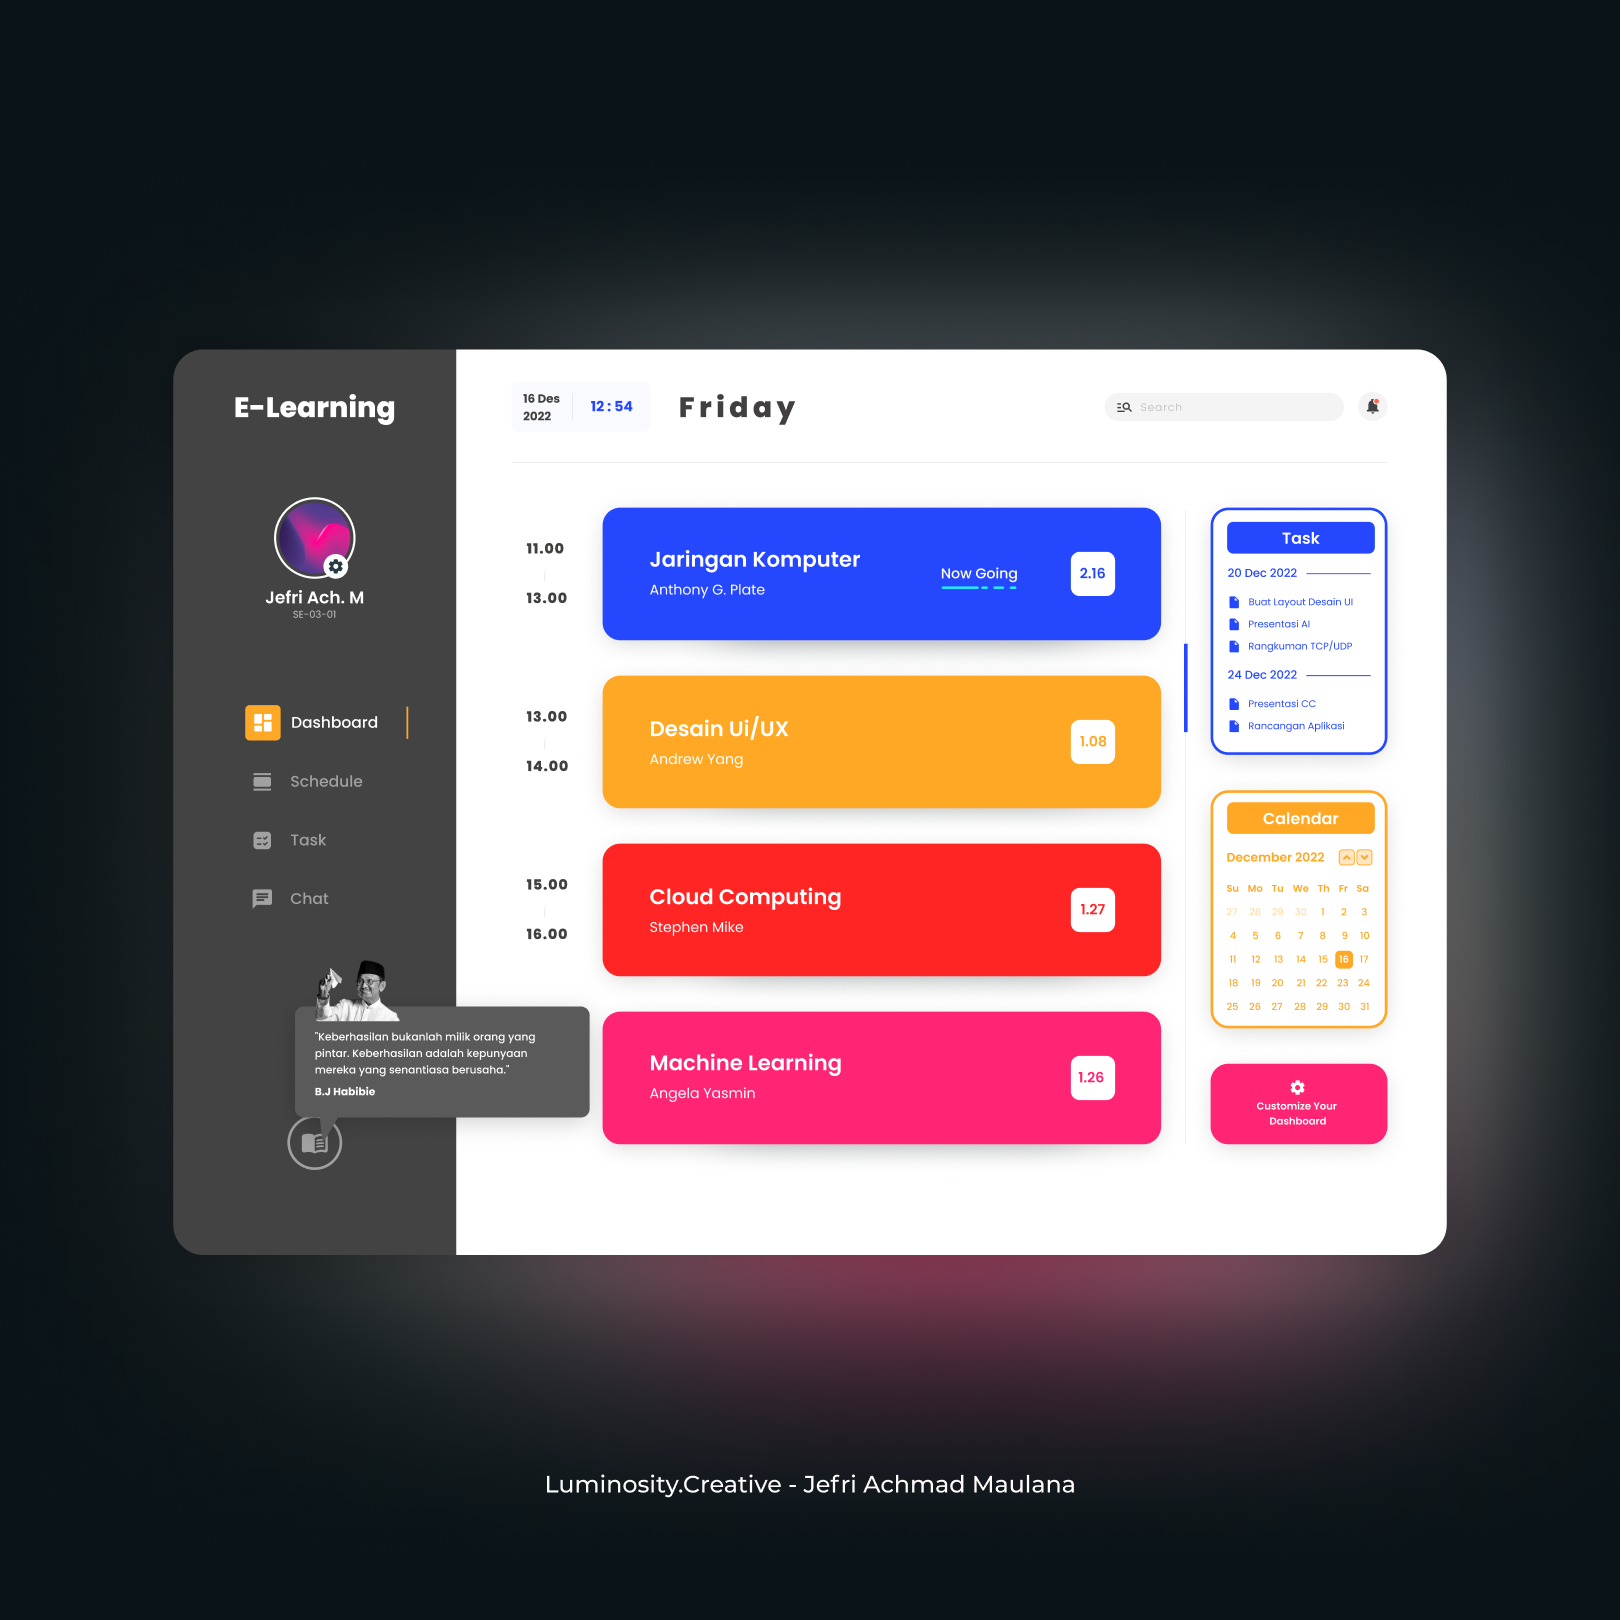 E-Learning
Jefri Ach. M
SE-03-01
Dashboard
Schedule
Task
Chat
"Keberhasilan bukanlah milik orang yang
pintar. Keberhasilan adalah kepunyaan
mereka yang senantiasa berusaha."
B.J Habibie
16 Des
2022
12 : 54
Friday
Search
11.00
13.00
Jaringan Komputer
Anthony G. Plate
Now Going
2.16
13.00
14.00
Desain Ui/UX
Andrew Yang
1.08
15.00
16.00
Cloud Computing
Stephen Mike
1.27
Machine Learning
Angela Yasmin
1.26
Task
20 Dec 2022
Buat Layout Desain UI
Presentasi AI
Rangkuman TCP/UDP
24 Dec 2022
Presentasi CC
Rancangan Aplikasi
Calendar
December 2022
Su Mo Tu We Th Fr Sa
27 28 29 30 1 2 3
4 5 6 7 8 9 10
11 12 13 14 15 16 17
18 19 20 21 22 23 24
25 26 27 28 29 30 31
Customize Your
Dashboard
Luminosity.Creative - Jefri Achmad Maulana